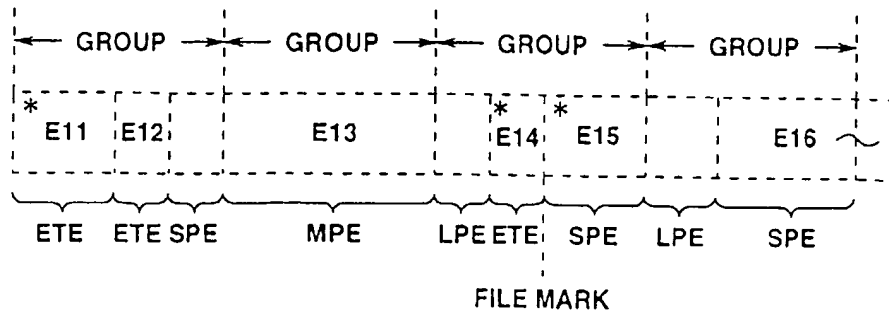 GROUP GROUP GROUP GROUP
* E11 E12 E13 * E14 * E15 E16
ETE ETE SPE MPE LPE ETE SPE LPE SPE
FILE MARK